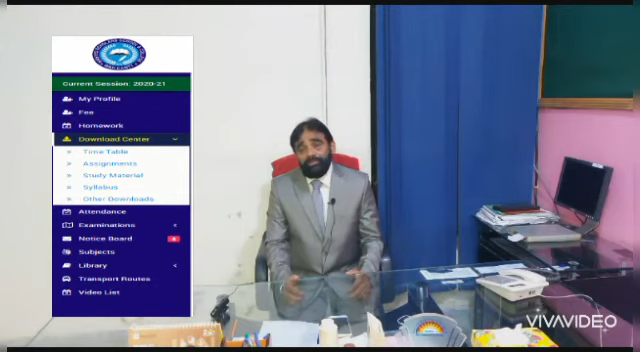 Current Session: 2020-21
My Profile
Fee
Homework
Download Center
Time Table
Assignments
Study Material
Syllabus
Other Downloads
Attendance
Examinations
Notice Board
Subjects
Library
Transport Routes
Video List
VIVAVIDEO